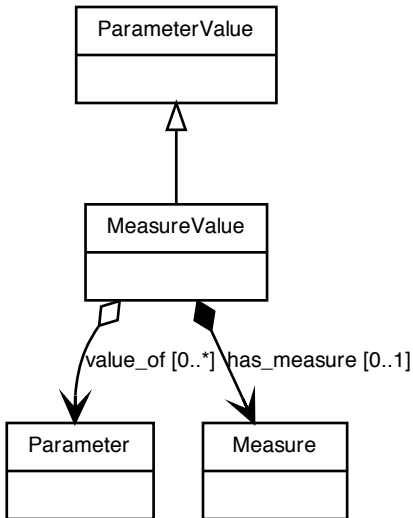 ParameterValue
MeasureValue
value_of [0..*] has_measure [0..1]
Parameter
Measure